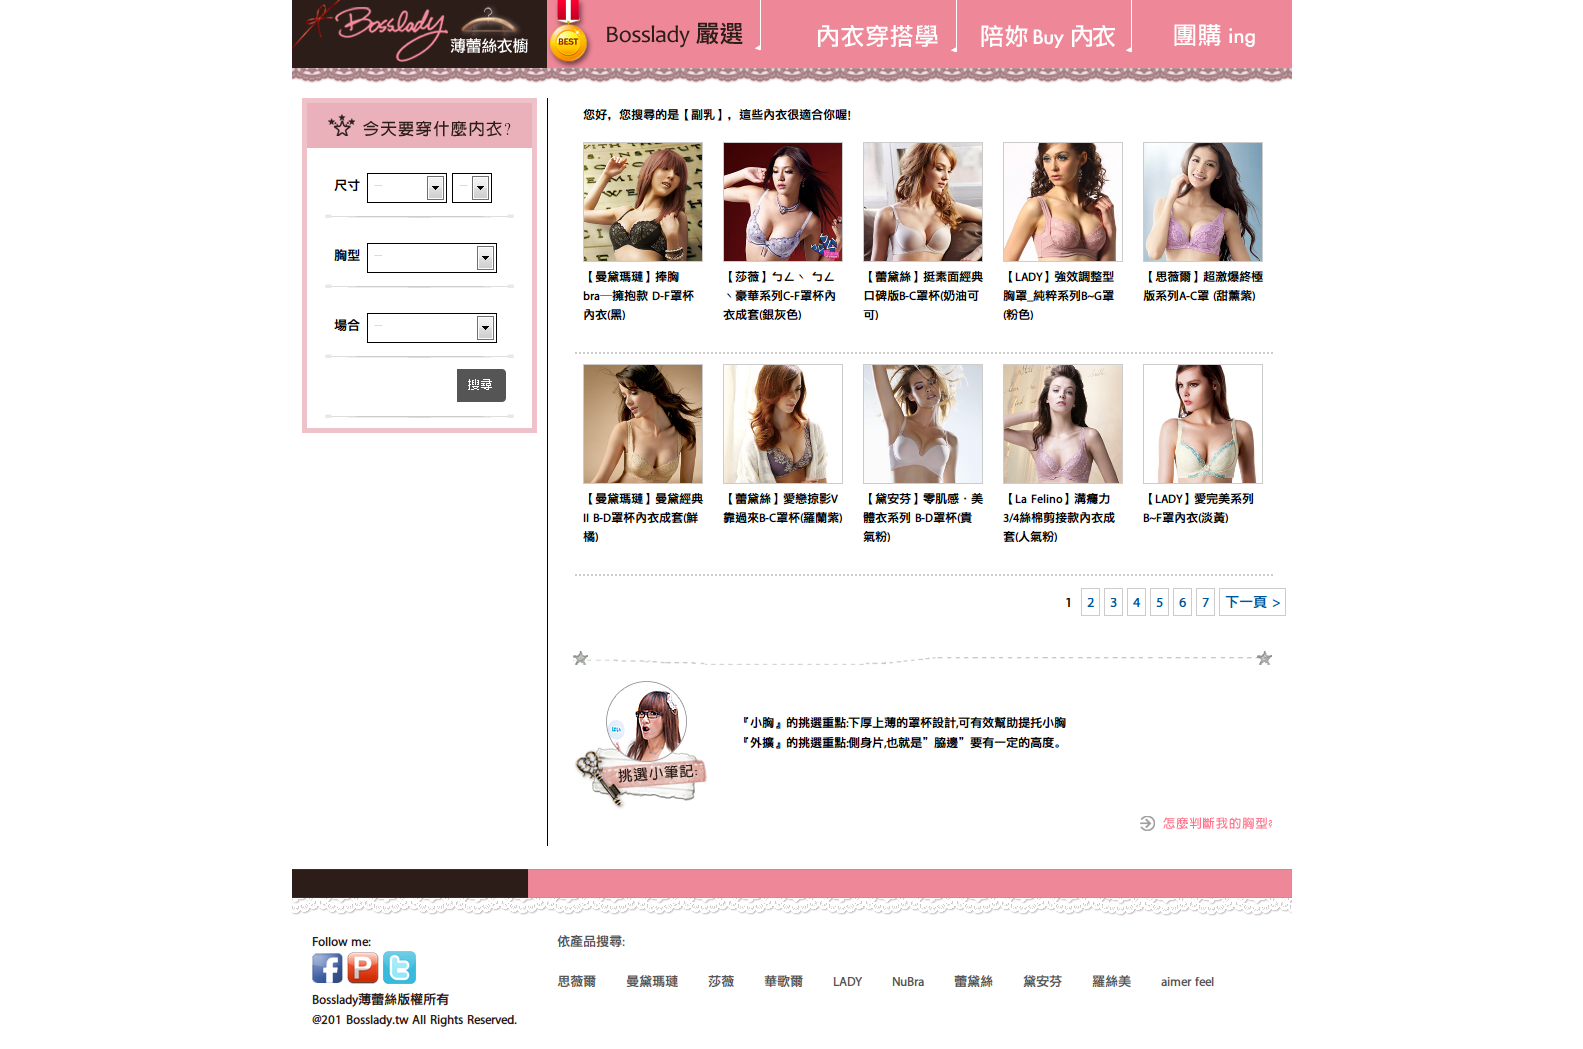 Bosslady
薄蕾絲衣櫥
BEST
Bosslady 嚴選
內衣穿搭學
陪妳 Buy 內衣
團購 ing
今天要穿什麼內衣?
尺寸
胸型
場合
搜尋
您好，您搜尋的是【副乳】，這些內衣很適合你喔!
【曼黛瑪璉】捧胸
bra─擁抱款 D-F罩杯
內衣(黑)
【莎薇】ㄅㄥヽ ㄅㄥ
ヽ豪華系列C-F罩杯內
衣成套(銀灰色)
【蕾黛絲】挺素面經典
口碑版B-C罩杯(奶油可
可)
【LADY】強效調整型
胸罩_純粹系列B~G罩
(粉色)
【思薇爾】超激爆終極
版系列A-C罩 (甜薰紫)
【曼黛瑪璉】曼黛經典
II B-D罩杯內衣成套(鮮
橘)
【蕾黛絲】愛戀掠影V
靠過來B-C罩杯(羅蘭紫)
【黛安芬】零肌感‧美
體衣系列 B-D罩杯(貴
氣粉)
【La Felino】溝癮力
3/4絲棉剪接款內衣成
套(人氣粉)
【LADY】愛完美系列
B~F罩內衣(淡黃)
1 2 3 4 5 6 7 下一頁 >
『小胸』的挑選重點:下厚上薄的罩杯設計,可有效幫助提托小胸
『外擴』的挑選重點:側身片,也就是”脇邊”要有一定的高度。
挑選小筆記:
怎麼判斷我的胸型?
Follow me:
Bosslady薄蕾絲版權所有
@201 Bosslady.tw All Rights Reserved.
依產品搜尋:
思薇爾 曼黛瑪璉 莎薇 華歌爾 LADY NuBra 蕾黛絲 黛安芬 羅絲美 aimer feel